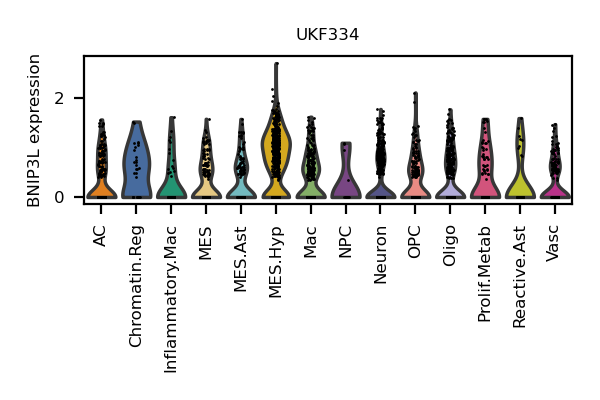 UKF334
BNIP3L expression
2
0
AC
Chromatin.Reg
Inflammatory.Mac
MES
MES.Ast
MES.Hyp
Mac
NPC
Neuron
OPC
Oligo
Prolif.Metab
Reactive.Ast
Vasc